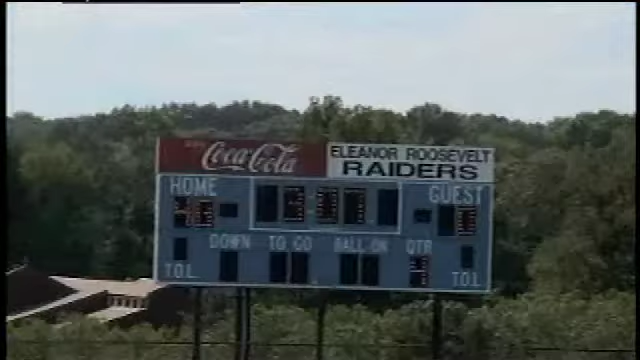 Coca-Cola
ELEANOR ROOSEVELT
RAIDERS
HOME
GUEST
DOWN TO GO BALL ON QTR
T.O.L. T.O.L